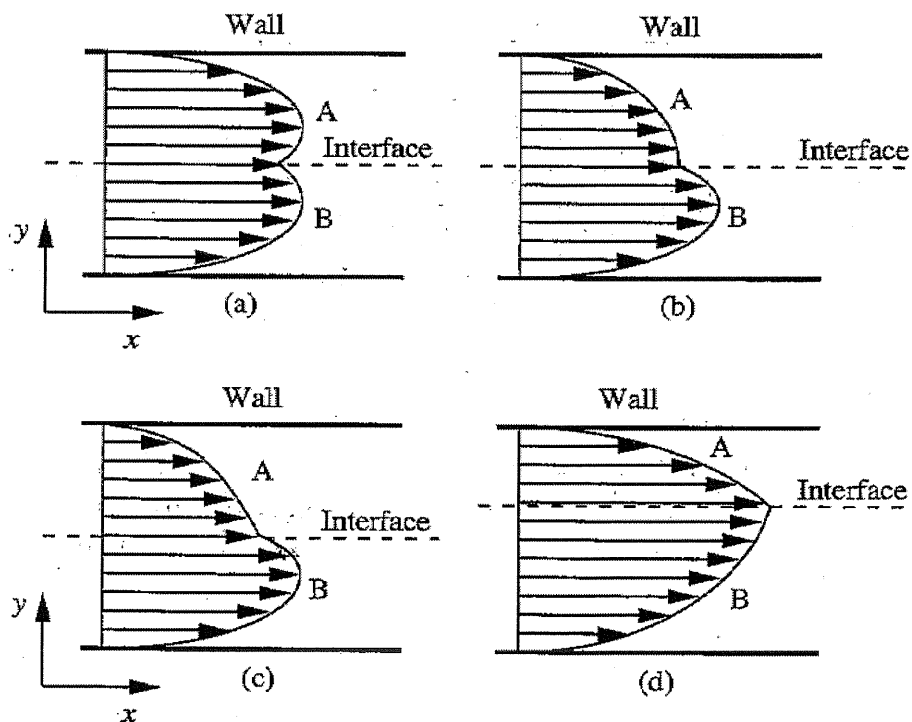 Wall
A
Interface
B
y
x
(a)
Wall
A
Interface
B
(b)
Wall
A
Interface
B
y
x
(c)
Wall
A
Interface
B
(d)